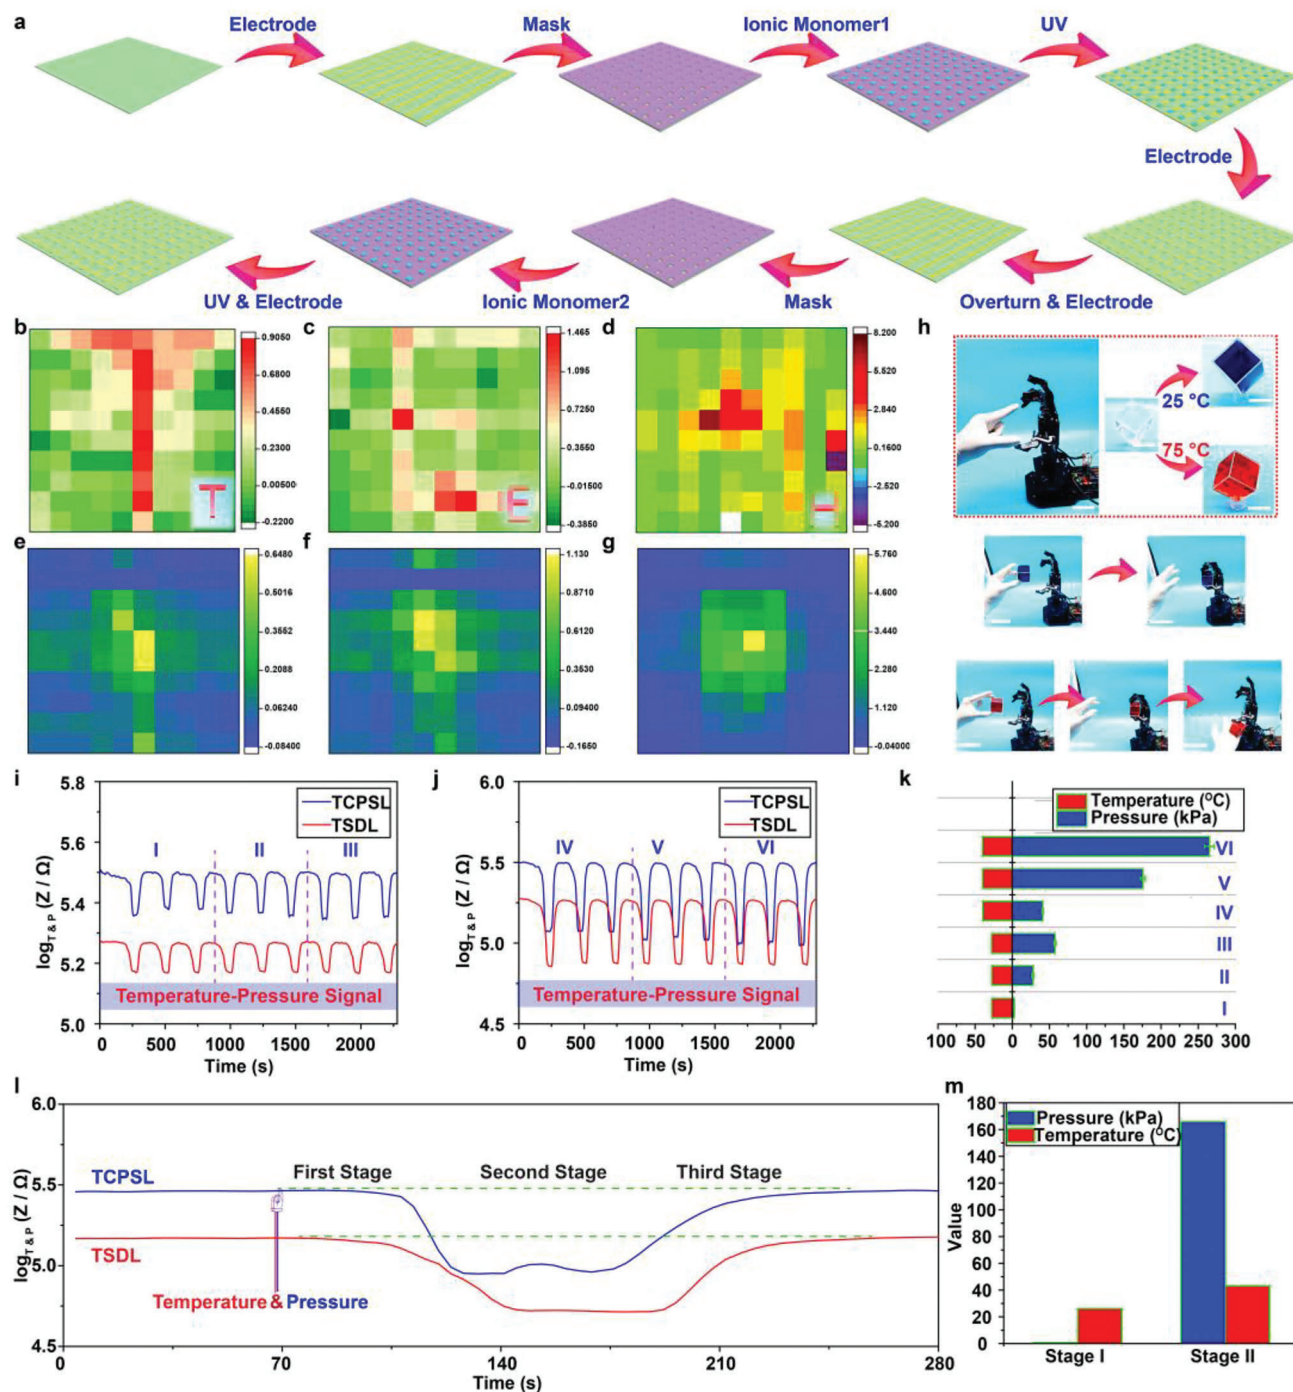 a
Electrode
Mask
Ionic Monomer1
UV
Electrode
UV & Electrode
Ionic Monomer2
Mask
Overturn & Electrode
b
0.9050
0.6800
0.4550
0.2300
0.00500
-0.2200
T
c
1.465
1.095
0.7250
0.3550
-0.01500
-0.3850
E
d
8.200
5.520
2.840
0.1600
-2.520
-5.200
H
h
25 °C
75 °C
e
0.6480
0.5016
0.3552
0.2088
0.06240
-0.08400
f
1.130
0.8710
0.6120
0.3530
0.09400
-0.1650
g
5.760
4.600
3.440
2.280
1.120
-0.04000
i
5.8
5.6
5.4
5.2
5.0
log T & P (Z / Ω)
TCPSL
TSDL
I II III
Temperature-Pressure Signal
0 500 1000 1500 2000
Time (s)
j
6.0
5.5
5.0
4.5
log T & P (Z / Ω)
TCPSL
TSDL
IV V VI
Temperature-Pressure Signal
0 500 1000 1500 2000
Time (s)
k
Temperature (°C)
Pressure (kPa)
VI
V
IV
III
II
I
100 50 0 50 100 150 200 250 300
l
6.0
5.5
5.0
4.5
log T & P (Z / Ω)
First Stage Second Stage Third Stage
TCPSL
TSDL
Temperature & Pressure
0 70 140 210 280
Time (s)
m
180
160
140
120
100
80
60
40
20
0
Value
Pressure (kPa)
Temperature (°C)
Stage I Stage II